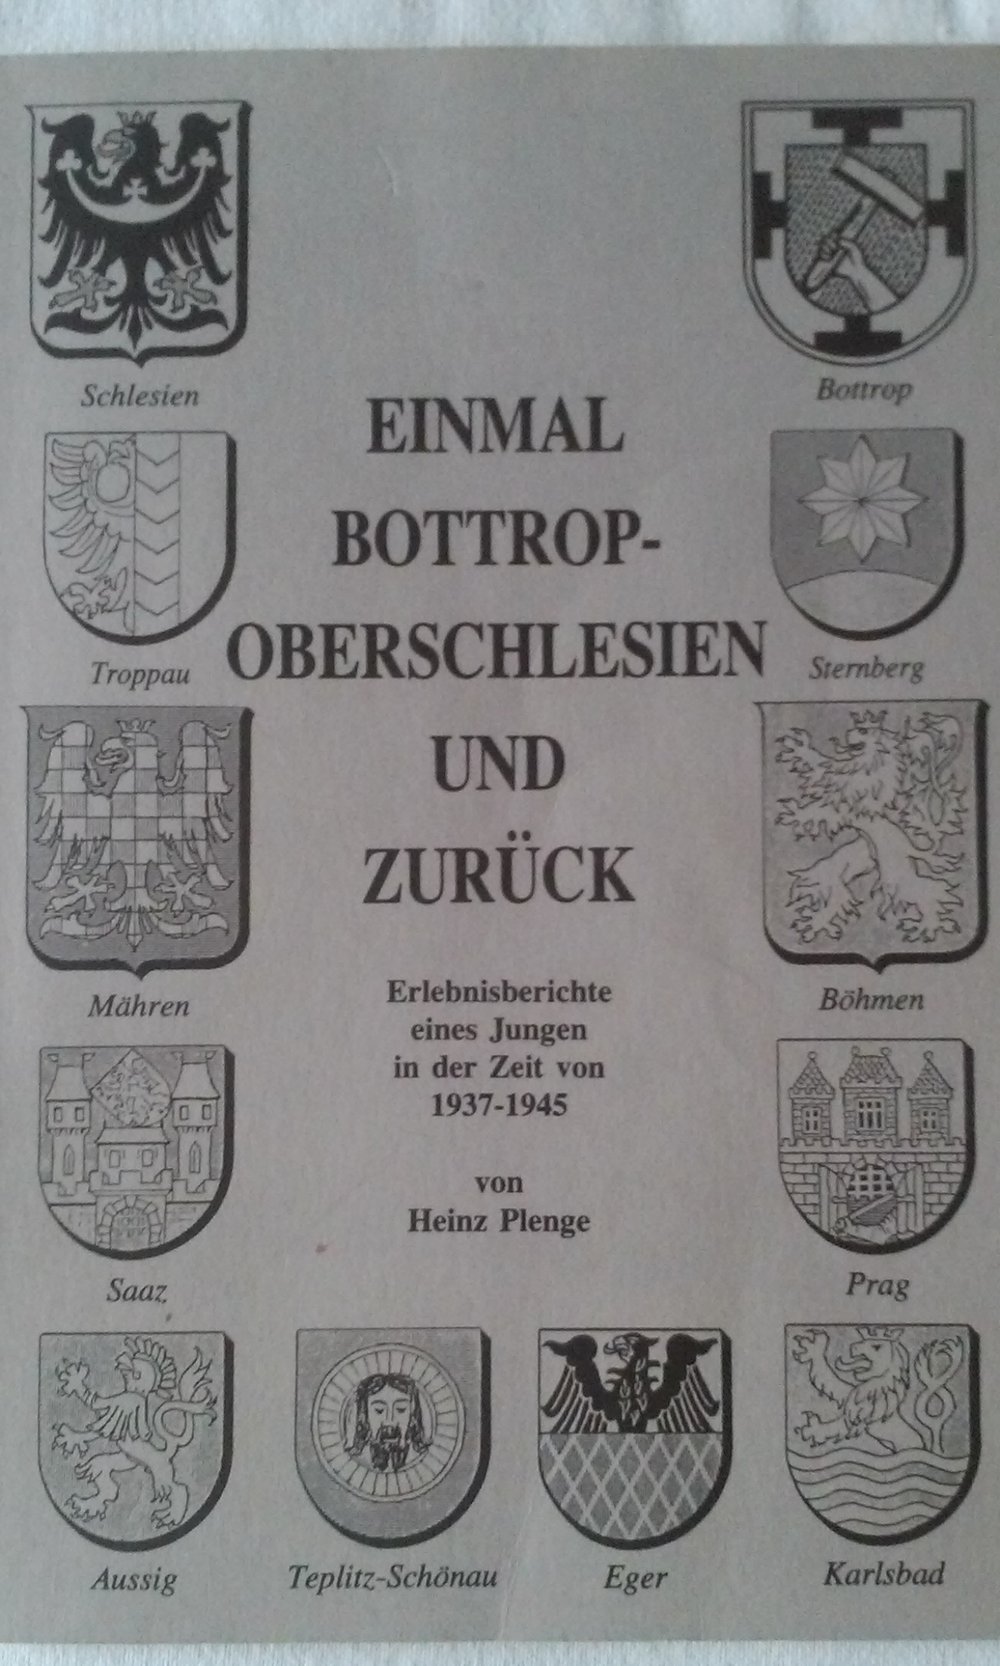 Schlesien
Bottrop
EINMAL
BOTTROP-
OBERSCHLESIEN
UND
ZURÜCK
Troppau
Sternberg
Mähren
Böhmen
Erlebnisberichte
eines Jungen
in der Zeit von
1937-1945
von
Heinz Plenge
Saaz
Prag
Aussig
Teplitz-Schönau
Eger
Karlsbad